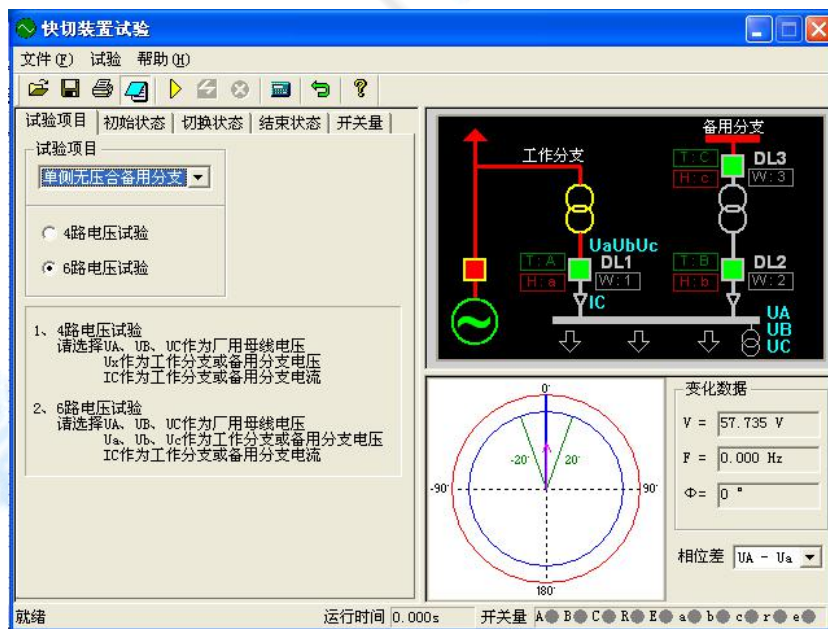 快切装置试验
文件(F) 试验 帮助(H)
试验项目 初始状态 切换状态 结束状态 开关量
试验项目
单侧无压合备用分支
4路电压试验
6路电压试验
1、4路电压试验
请选择UA、UB、UC作为厂用母线电压
Ux作为工作分支或备用分支电压
IC作为工作分支或备用分支电流
2、6路电压试验
请选择UA、UB、UC作为厂用母线电压
Ua、Ub、Uc作为工作分支或备用分支电压
IC作为工作分支或备用分支电流
备用分支
工作分支
T:C DL3
H:c W:3
UaUbUc
T:A DL1 T:B DL2
H:a W:1 H:b W:2
IC
UA
UB
UC
0°
-20° 20°
-90° 90°
180°
变化数据
V = 57.735 V
F = 0.000 Hz
Φ= 0 °
相位差 UA - Ua
就绪 运行时间 0.000s 开关量 A B C R E a b c r e